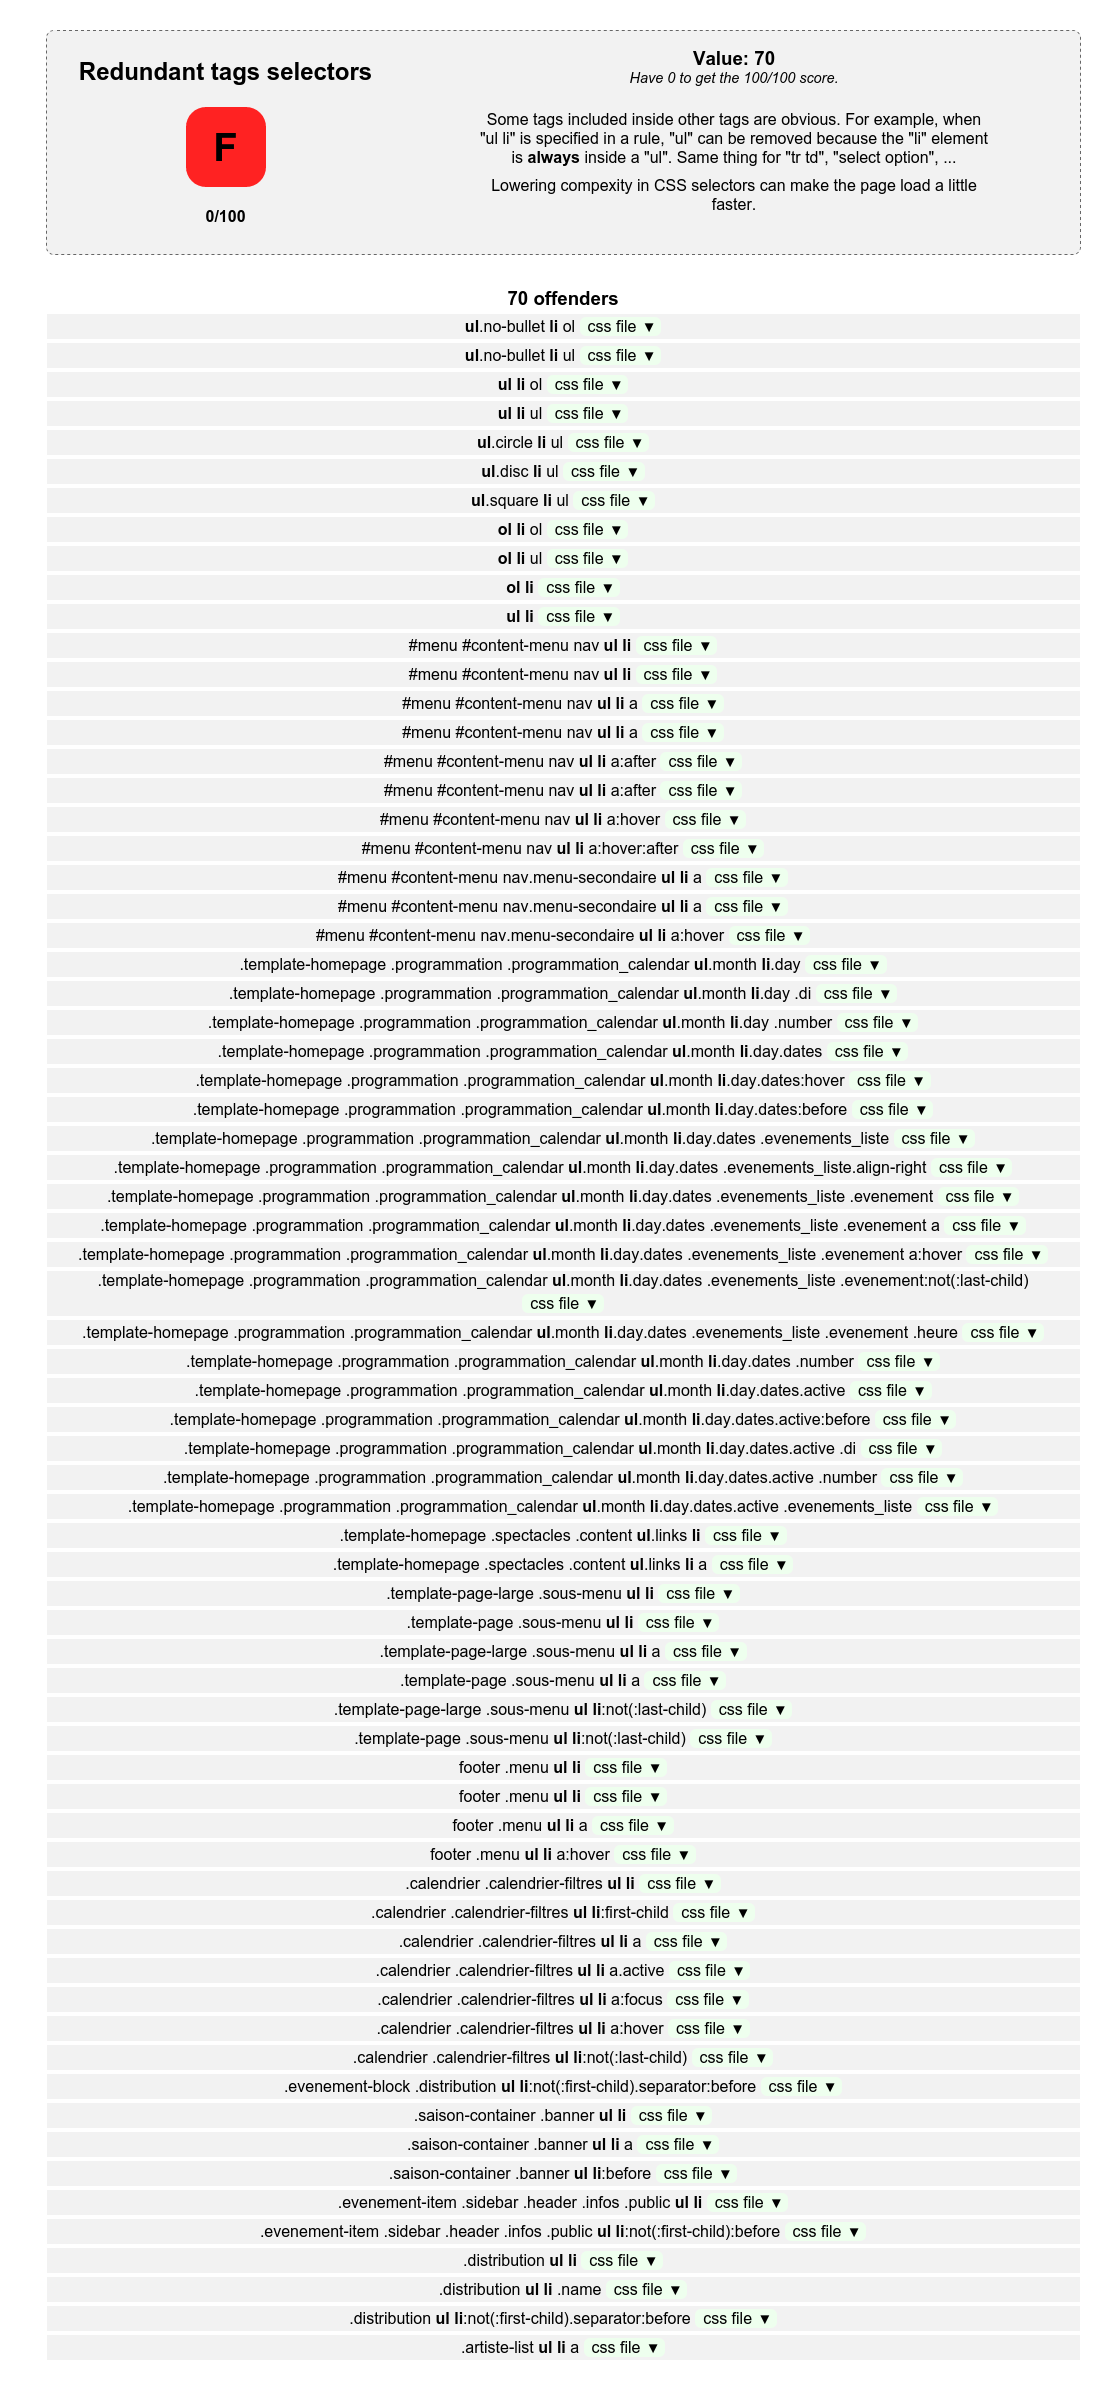 Redundant tags selectors
F
0/100
Value: 70
Have 0 to get the 100/100 score.
Some tags included inside other tags are obvious. For example, when
"ul li" is specified in a rule, "ul" can be removed because the "li" element
is always inside a "ul". Same thing for "tr td", "select option", ...
Lowering compexity in CSS selectors can make the page load a little
faster.
70 offenders
ul.no-bullet li ol css file ▼
ul.no-bullet li ul css file ▼
ul li ol css file ▼
ul li ul css file ▼
ul.circle li ul css file ▼
ul.disc li ul css file ▼
ul.square li ul css file ▼
ol li ol css file ▼
ol li ul css file ▼
ol li css file ▼
ul li css file ▼
#menu #content-menu nav ul li css file ▼
#menu #content-menu nav ul li css file ▼
#menu #content-menu nav ul li a css file ▼
#menu #content-menu nav ul li a css file ▼
#menu #content-menu nav ul li a:after css file ▼
#menu #content-menu nav ul li a:after css file ▼
#menu #content-menu nav ul li a:hover css file ▼
#menu #content-menu nav ul li a:hover:after css file ▼
#menu #content-menu nav.menu-secondaire ul li a css file ▼
#menu #content-menu nav.menu-secondaire ul li a css file ▼
#menu #content-menu nav.menu-secondaire ul li a:hover css file ▼
.template-homepage .programmation .programmation_calendar ul.month li.day css file ▼
.template-homepage .programmation .programmation_calendar ul.month li.day .di css file ▼
.template-homepage .programmation .programmation_calendar ul.month li.day .number css file ▼
.template-homepage .programmation .programmation_calendar ul.month li.day.dates css file ▼
.template-homepage .programmation .programmation_calendar ul.month li.day.dates:hover css file ▼
.template-homepage .programmation .programmation_calendar ul.month li.day.dates:before css file ▼
.template-homepage .programmation .programmation_calendar ul.month li.day.dates .evenements_liste css file ▼
.template-homepage .programmation .programmation_calendar ul.month li.day.dates .evenements_liste.align-right css file ▼
.template-homepage .programmation .programmation_calendar ul.month li.day.dates .evenements_liste .evenement css file ▼
.template-homepage .programmation .programmation_calendar ul.month li.day.dates .evenements_liste .evenement a css file ▼
.template-homepage .programmation .programmation_calendar ul.month li.day.dates .evenements_liste .evenement a:hover css file ▼
.template-homepage .programmation .programmation_calendar ul.month li.day.dates .evenements_liste .evenement:not(:last-child)
css file ▼
.template-homepage .programmation .programmation_calendar ul.month li.day.dates .evenements_liste .evenement .heure css file ▼
.template-homepage .programmation .programmation_calendar ul.month li.day.dates .number css file ▼
.template-homepage .programmation .programmation_calendar ul.month li.day.dates.active css file ▼
.template-homepage .programmation .programmation_calendar ul.month li.day.dates.active:before css file ▼
.template-homepage .programmation .programmation_calendar ul.month li.day.dates.active .di css file ▼
.template-homepage .programmation .programmation_calendar ul.month li.day.dates.active .number css file ▼
.template-homepage .programmation .programmation_calendar ul.month li.day.dates.active .evenements_liste css file ▼
.template-homepage .spectacles .content ul.links li css file ▼
.template-homepage .spectacles .content ul.links li a css file ▼
.template-page-large .sous-menu ul li css file ▼
.template-page .sous-menu ul li css file ▼
.template-page-large .sous-menu ul li a css file ▼
.template-page .sous-menu ul li a css file ▼
.template-page-large .sous-menu ul li:not(:last-child) css file ▼
.template-page .sous-menu ul li:not(:last-child) css file ▼
footer .menu ul li css file ▼
footer .menu ul li css file ▼
footer .menu ul li a css file ▼
footer .menu ul li a:hover css file ▼
.calendrier .calendrier-filtres ul li css file ▼
.calendrier .calendrier-filtres ul li:first-child css file ▼
.calendrier .calendrier-filtres ul li a css file ▼
.calendrier .calendrier-filtres ul li a.active css file ▼
.calendrier .calendrier-filtres ul li a:focus css file ▼
.calendrier .calendrier-filtres ul li a:hover css file ▼
.calendrier .calendrier-filtres ul li:not(:last-child) css file ▼
.evenement-block .distribution ul li:not(:first-child).separator:before css file ▼
.saison-container .banner ul li css file ▼
.saison-container .banner ul li a css file ▼
.saison-container .banner ul li:before css file ▼
.evenement-item .sidebar .header .infos .public ul li css file ▼
.evenement-item .sidebar .header .infos .public ul li:not(:first-child):before css file ▼
.distribution ul li css file ▼
.distribution ul li .name css file ▼
.distribution ul li:not(:first-child).separator:before css file ▼
.artiste-list ul li a css file ▼